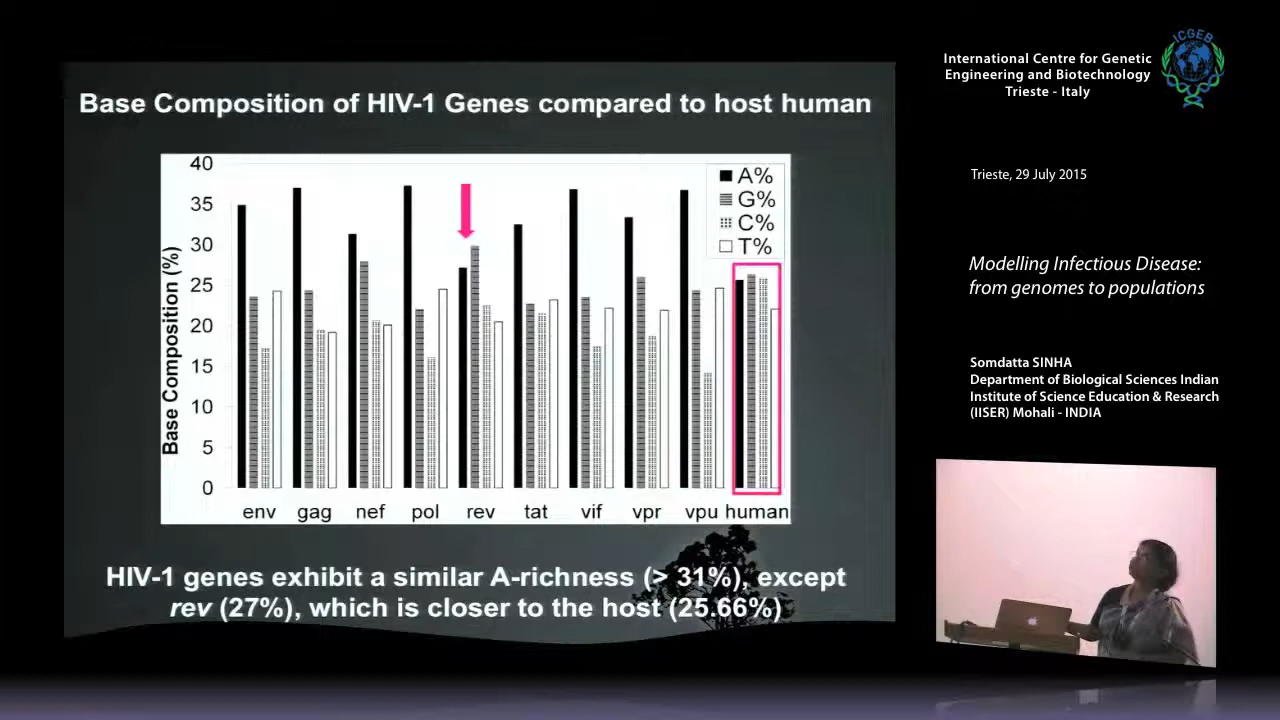 Base Composition of HIV-1 Genes compared to host human
40
35
30
25
20
15
10
5
0
Base Composition (%)
A%
G%
C%
T%
env gag nef pol rev tat vif vpr vpu human
HIV-1 genes exhibit a similar A-richness (> 31%), except
rev (27%), which is closer to the host (25.66%)
International Centre for Genetic
Engineering and Biotechnology
Trieste - Italy
ICGEB
Trieste, 29 July 2015
Modelling Infectious Disease:
from genomes to populations
Somdatta SINHA
Department of Biological Sciences Indian
Institute of Science Education & Research
(IISER) Mohali - INDIA